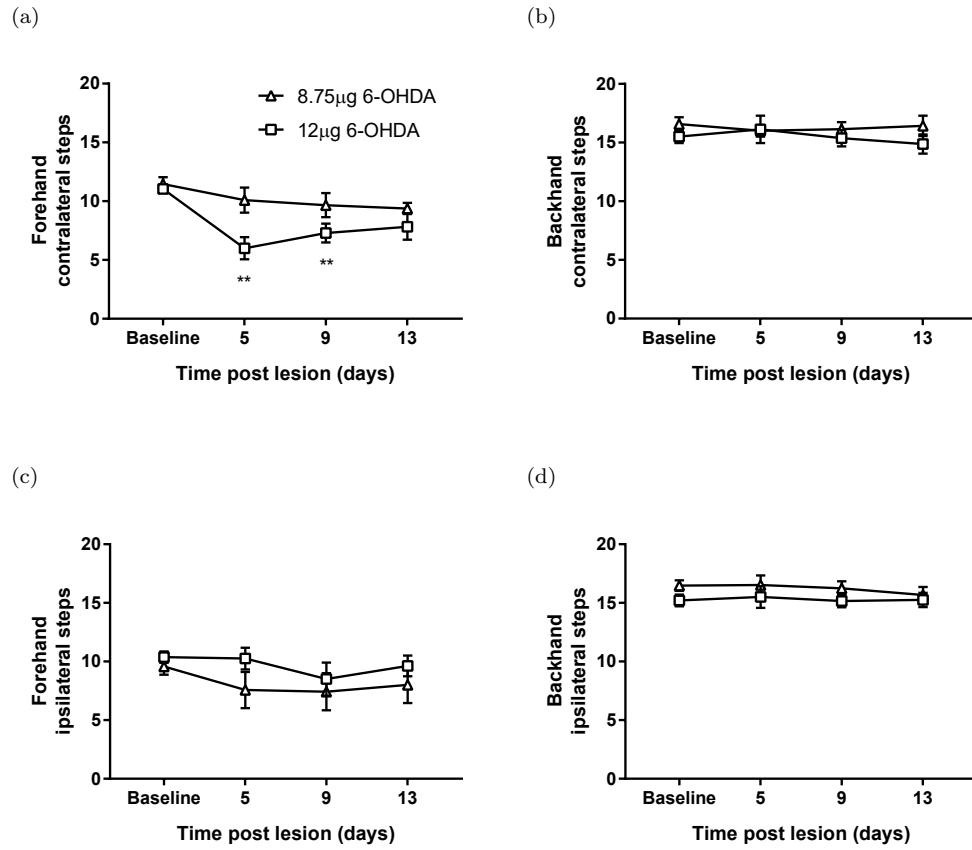 (a)
20
15
10
5
0
Forehand
contralateral steps
8.75μg 6-OHDA
12μg 6-OHDA
**
**
Baseline 5 9 13
Time post lesion (days)
(b)
20
15
10
5
0
Backhand
contralateral steps
Baseline 5 9 13
Time post lesion (days)
(c)
20
15
10
5
0
Forehand
ipsilateral steps
Baseline 5 9 13
Time post lesion (days)
(d)
20
15
10
5
0
Backhand
ipsilateral steps
Baseline 5 9 13
Time post lesion (days)